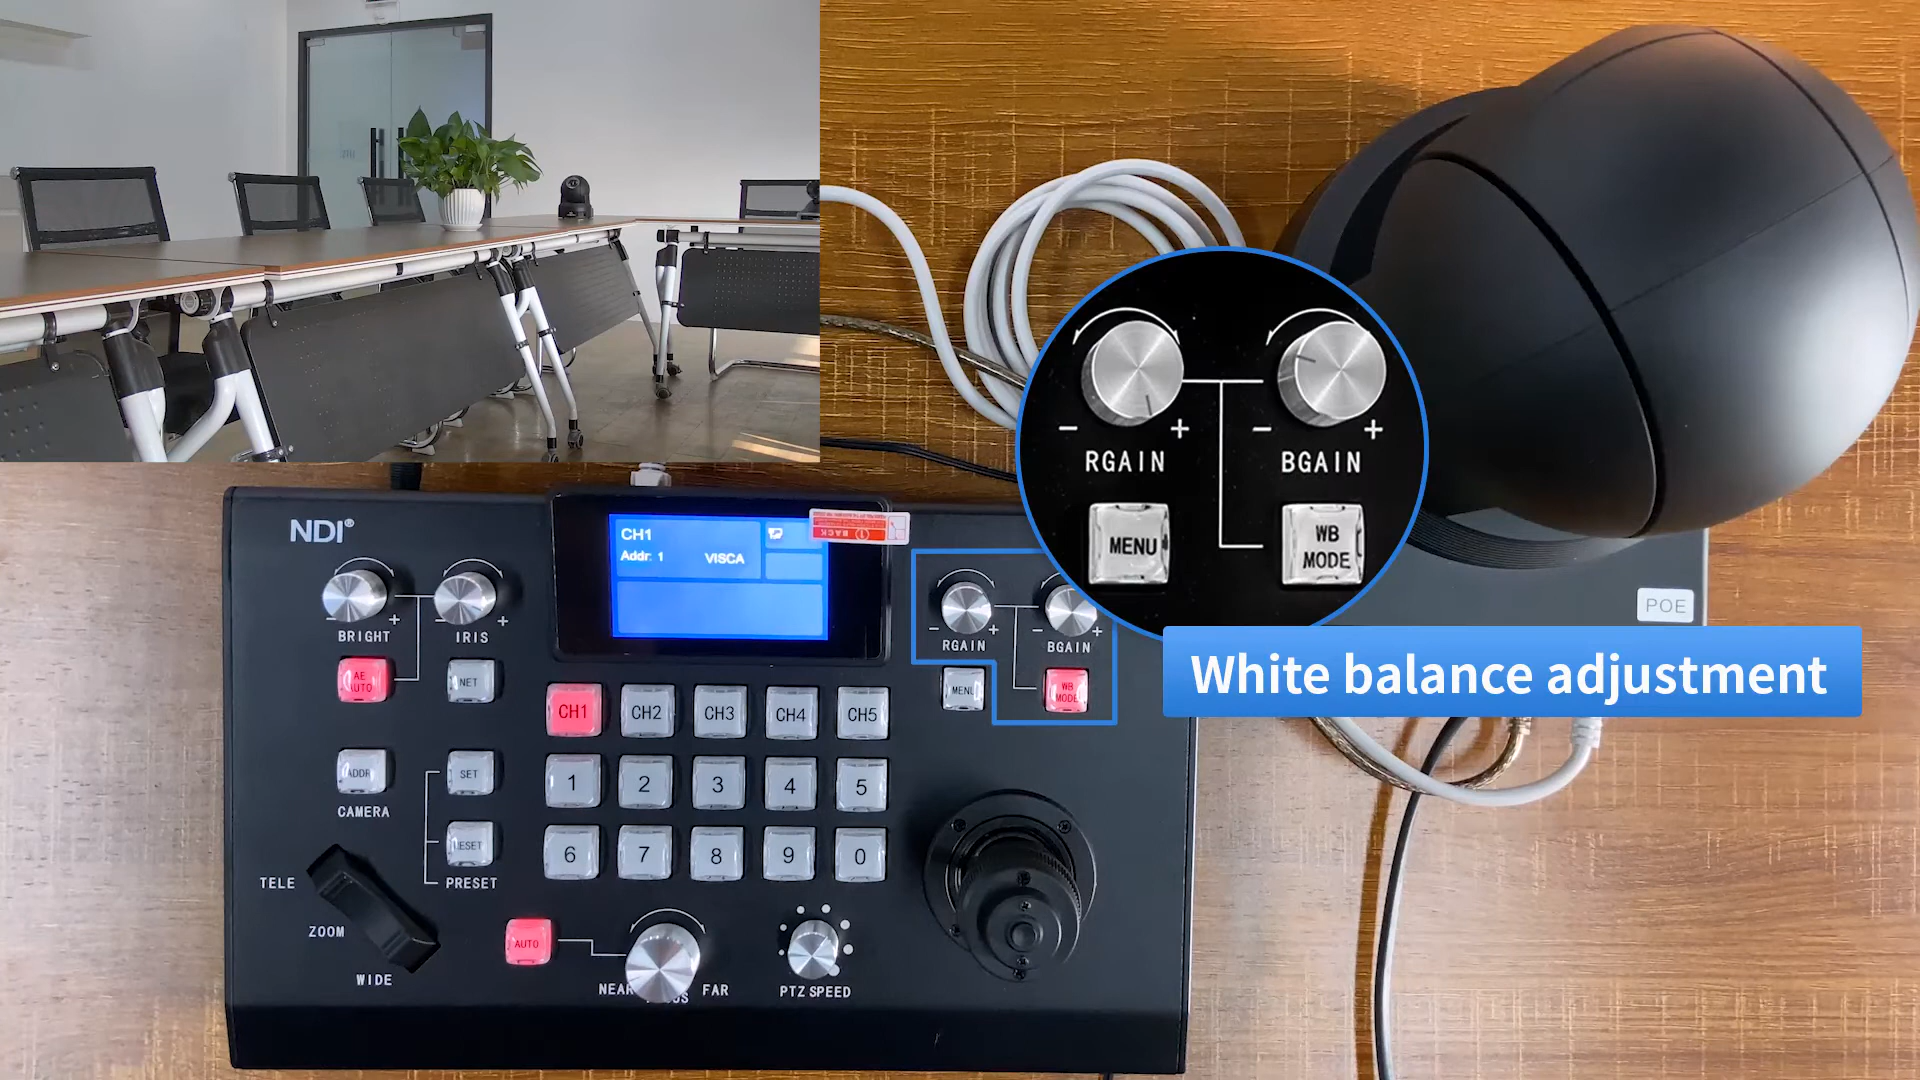 NDI®
CH1
Addr: 1
VISCA
BACK
BRIGHT
IRIS
AE
AUTO
NET
CH1
CH2
CH3
CH4
CH5
ADDR
CAMERA
SET
RESET
PRESET
1
2
3
4
5
6
7
8
9
0
TELE
ZOOM
WIDE
AUTO
NEAR
FAR
PTZ SPEED
- +
RGAIN
- +
BGAIN
MENU
WB
MODE
- +
RGAIN
- +
BGAIN
MENU
WB
MODE
POE
White balance adjustment